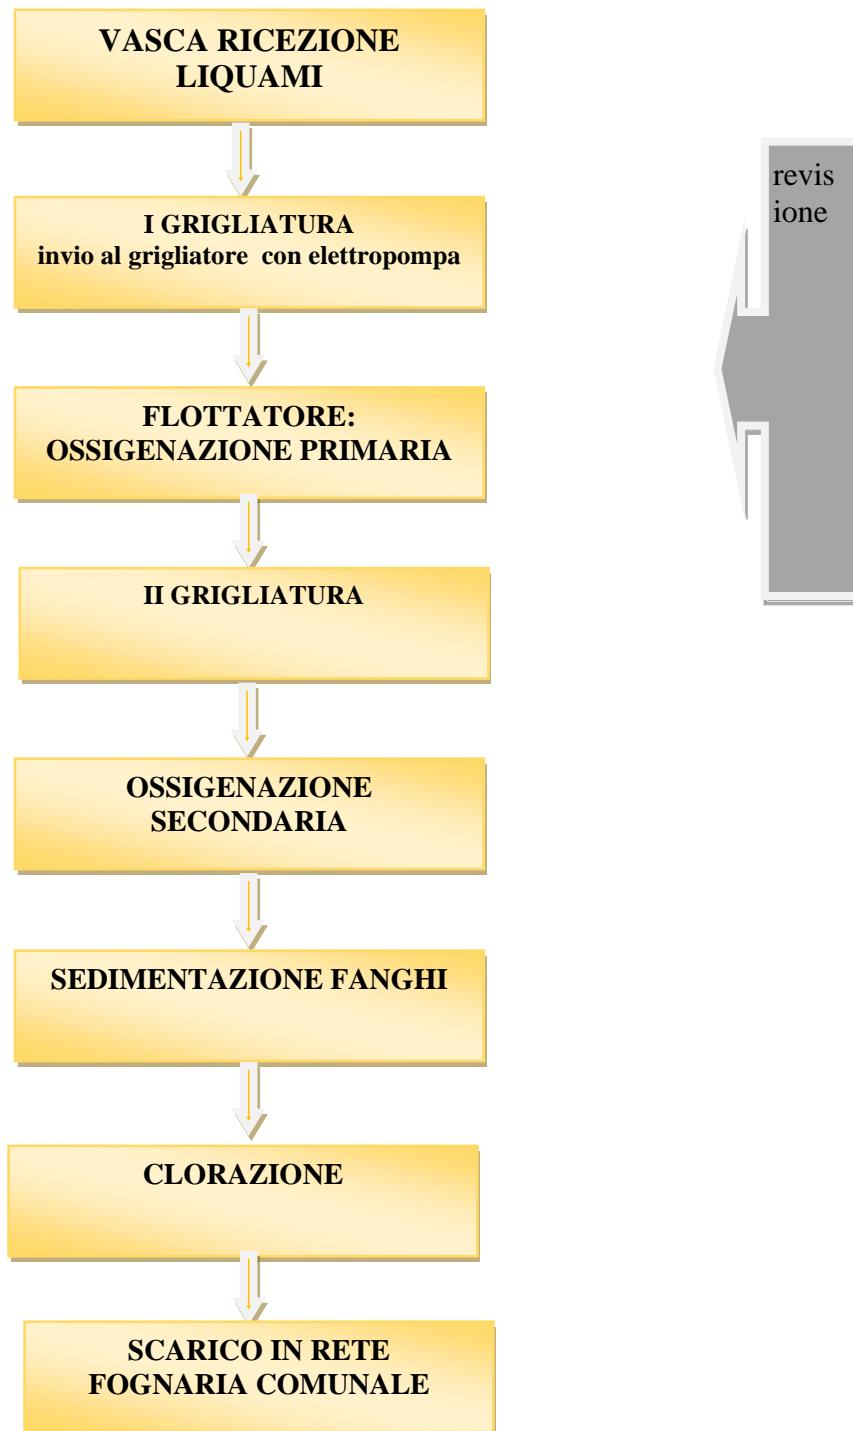 VASCA RICEZIONE
LIQUAMI
I GRIGLIATURA
invio al grigliatore con elettropompa
FLOTTATORE:
OSSIGENAZIONE PRIMARIA
II GRIGLIATURA
OSSIGENAZIONE
SECONDARIA
SEDIMENTAZIONE FANGHI
CLORAZIONE
SCARICO IN RETE
FOGNARIA COMUNALE
revis
ione